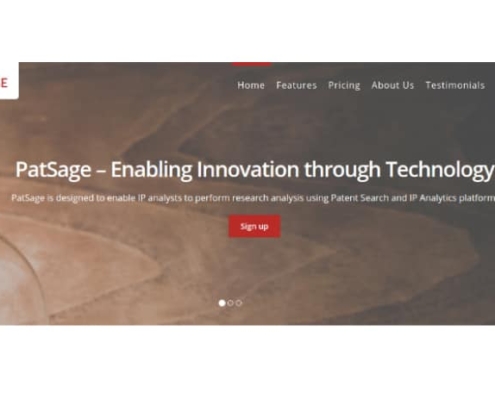 E
Home Features Pricing About Us Testimonials
PatSage – Enabling Innovation through Technology
PatSage is designed to enable IP analysts to perform research analysis using Patent Search and IP Analytics platform
Sign up